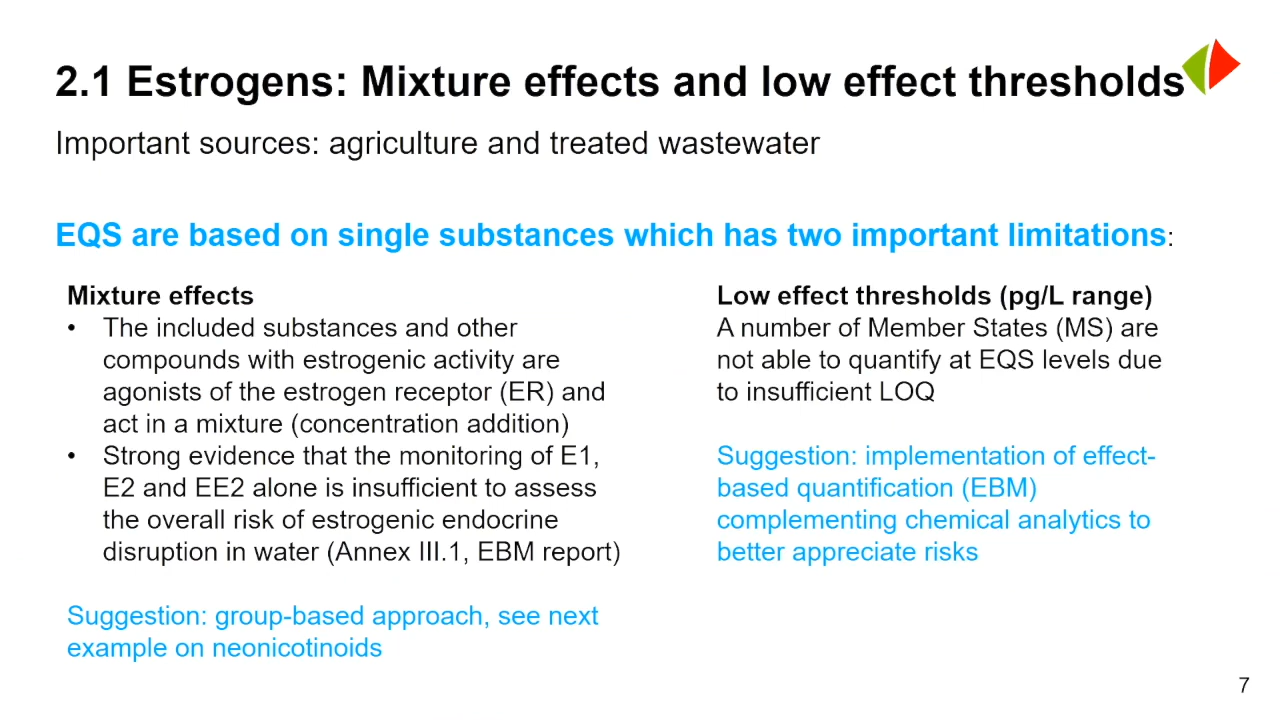 2.1 Estrogens: Mixture effects and low effect thresholds
Important sources: agriculture and treated wastewater
EQS are based on single substances which has two important limitations:
Mixture effects
• The included substances and other
compounds with estrogenic activity are
agonists of the estrogen receptor (ER) and
act in a mixture (concentration addition)
• Strong evidence that the monitoring of E1,
E2 and EE2 alone is insufficient to assess
the overall risk of estrogenic endocrine
disruption in water (Annex III.1, EBM report)
Suggestion: group-based approach, see next
example on neonicotinoids
Low effect thresholds (pg/L range)
A number of Member States (MS) are
not able to quantify at EQS levels due
to insufficient LOQ
Suggestion: implementation of effect-
based quantification (EBM)
complementing chemical analytics to
better appreciate risks
7